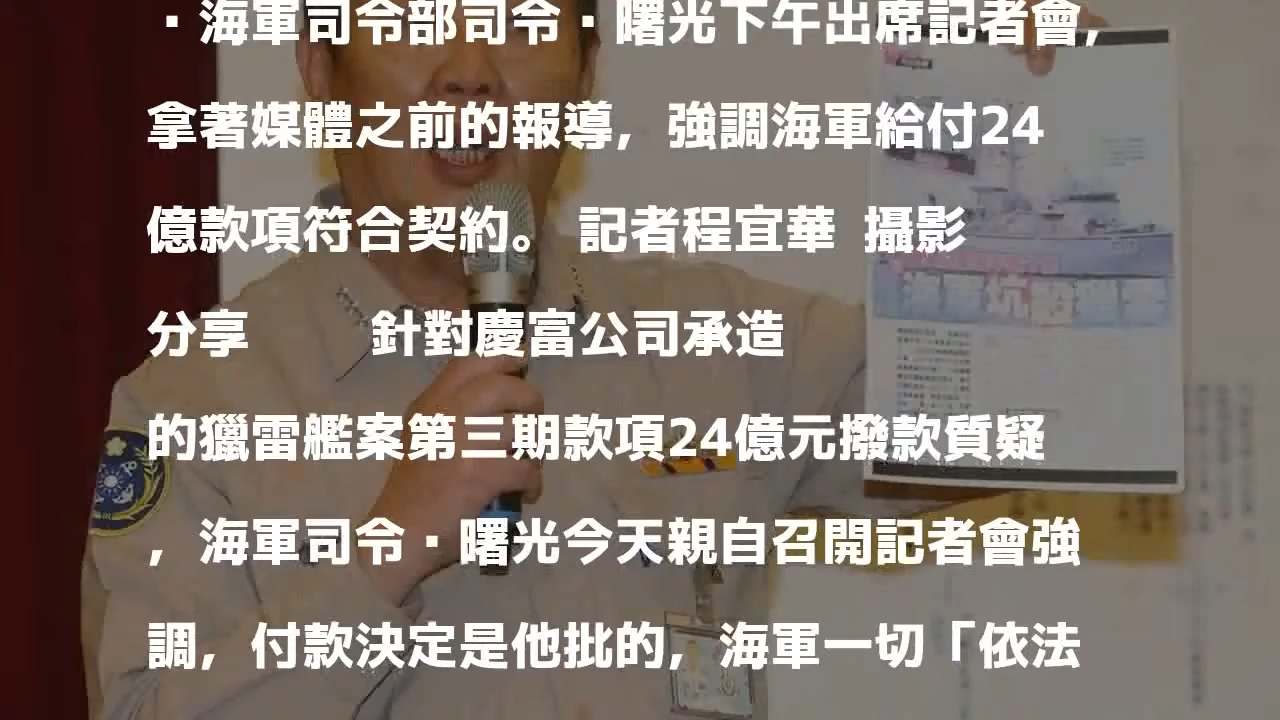 ·海軍司令部司令·曙光下午出席記者會，
拿著媒體之前的報導，強調海軍給付24
億款項符合契約。 記者程宜華 攝影
分享 針對慶富公司承造
的獵雷艦案第三期款項24億元撥款質疑
，海軍司令·曙光今天親自召開記者會強
調，付款決定是他批的，海軍一切「依法